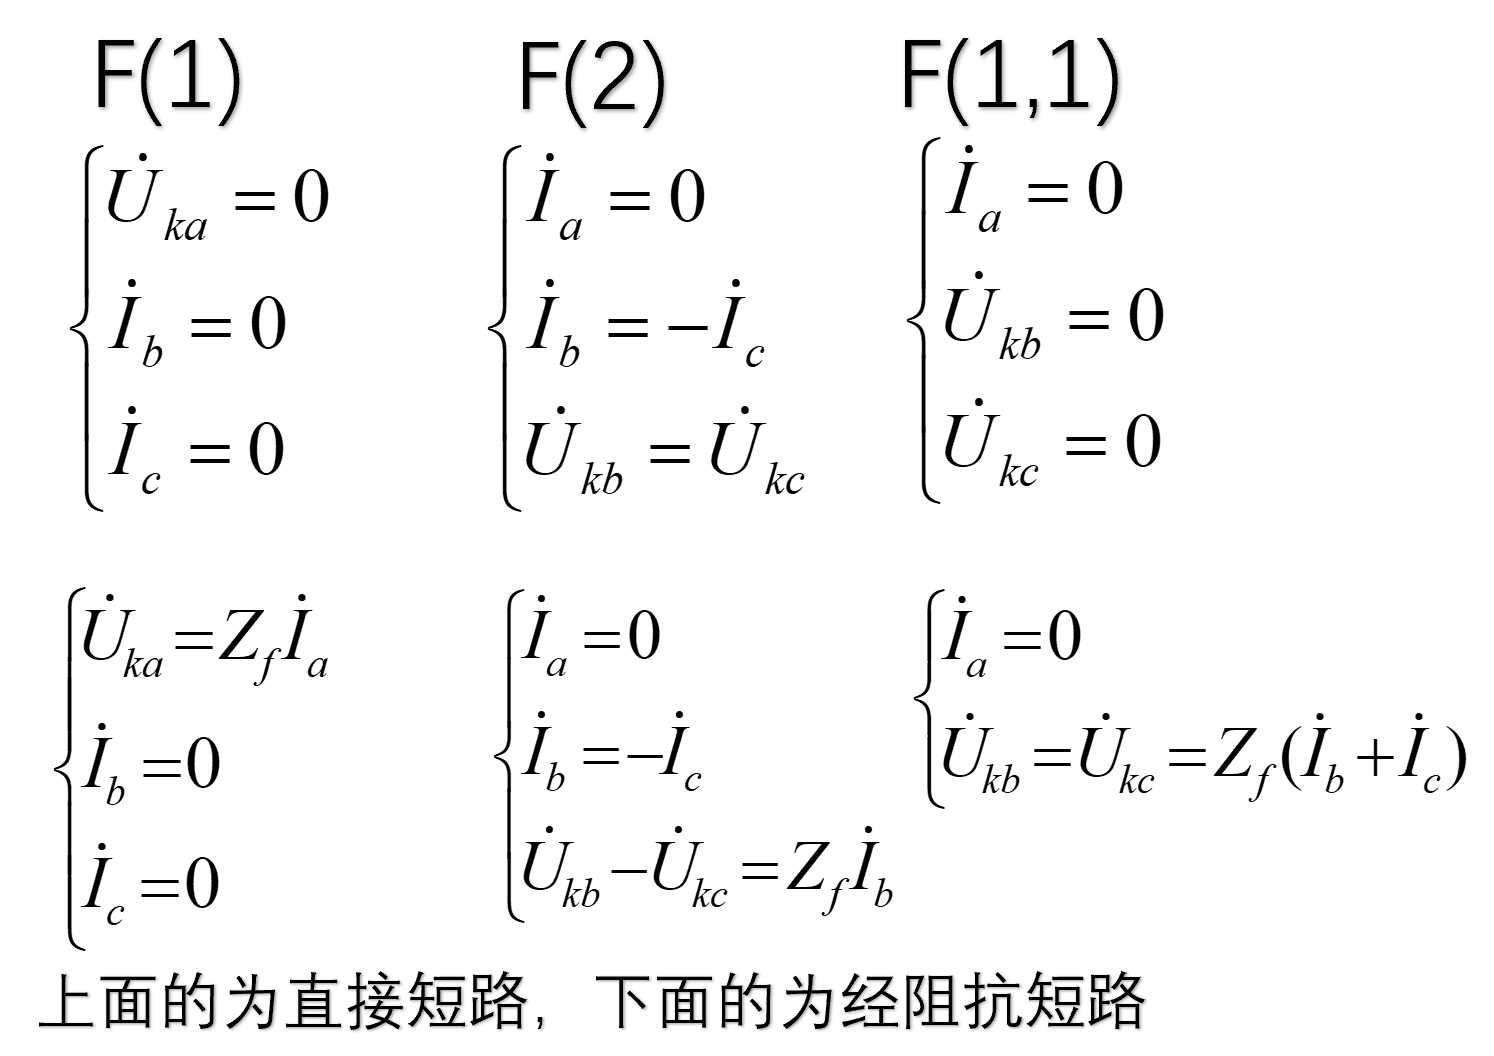 F(1) F(2) F(1,1)
U̇ka = 0 İa = 0 İa = 0
İb = 0 İb = −İc U̇kb = 0
İc = 0 U̇kb = U̇kc U̇kc = 0
U̇ka=Zfİa İa=0 İa=0
İb=0 İb=−İc U̇kb=U̇kc=Zf(İb+İc)
İc=0 U̇kb−U̇kc=Zfİb
上面的为直接短路, 下面的为经阻抗短路